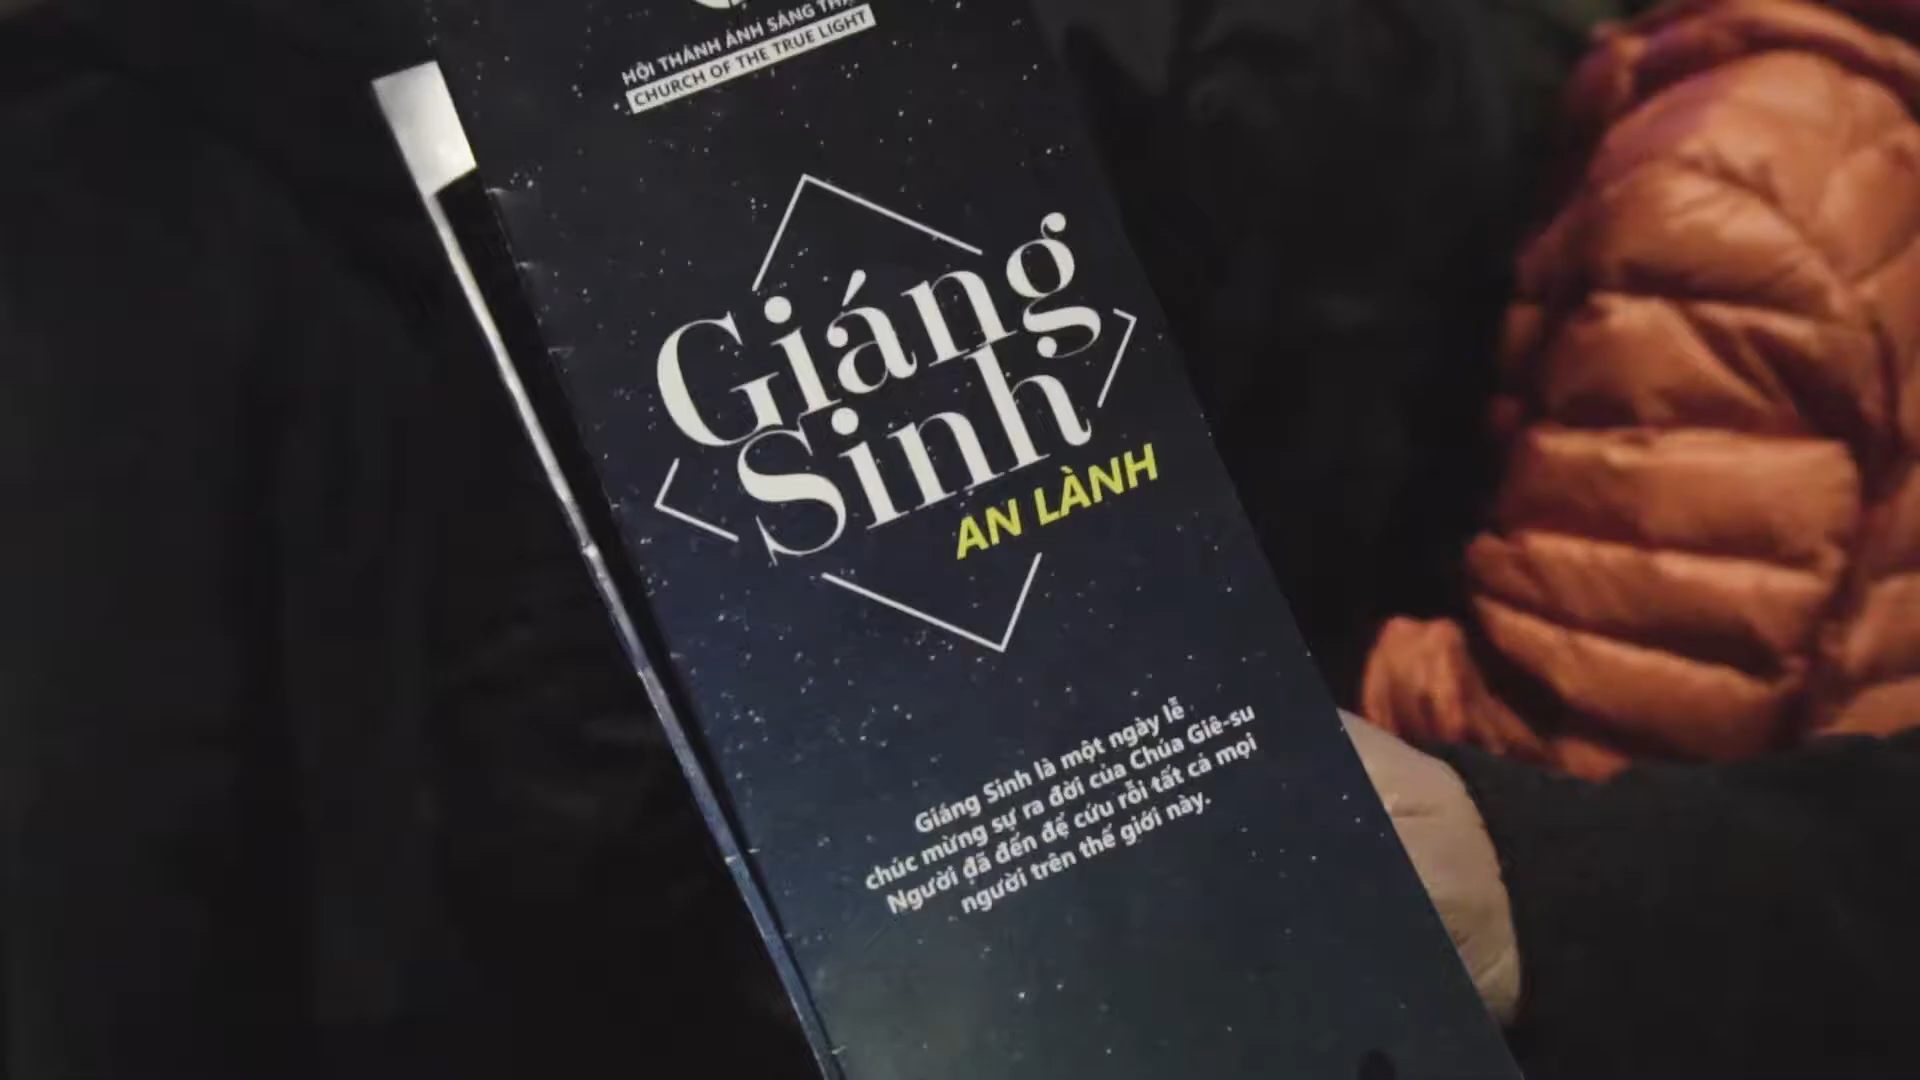 HỘI THÁNH ÁNH SÁNG
CHURCH OF THE TRUE LIGHT
Giáng
Sinh
AN LÀNH
Giáng Sinh là một ngày lễ
chúc mừng sự ra đời của Chúa Giê-su
Người đã đến để cứu rỗi tất cả mọi
người trên thế giới này.